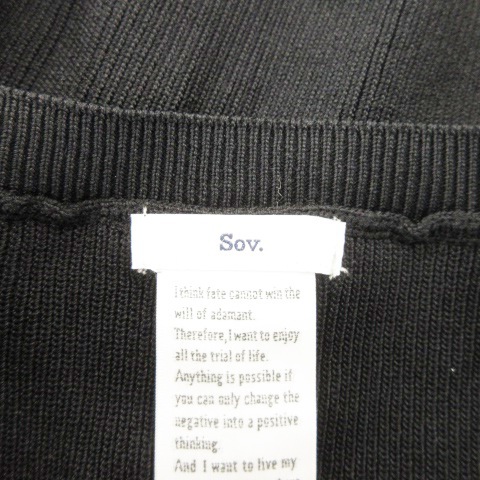 Sov.
I think fate cannot win the
will of adamant.
Therefore, I want to enjoy
all the trial of life.
Anything is possible if
you can only change the
negative into a positive
thinking.
And I want to live my